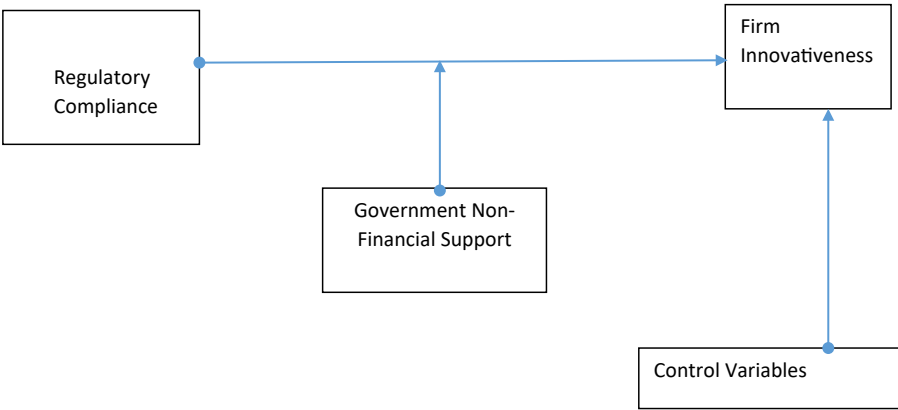 Firm
Innovativeness
Regulatory
Compliance
Government Non-
Financial Support
Control Variables